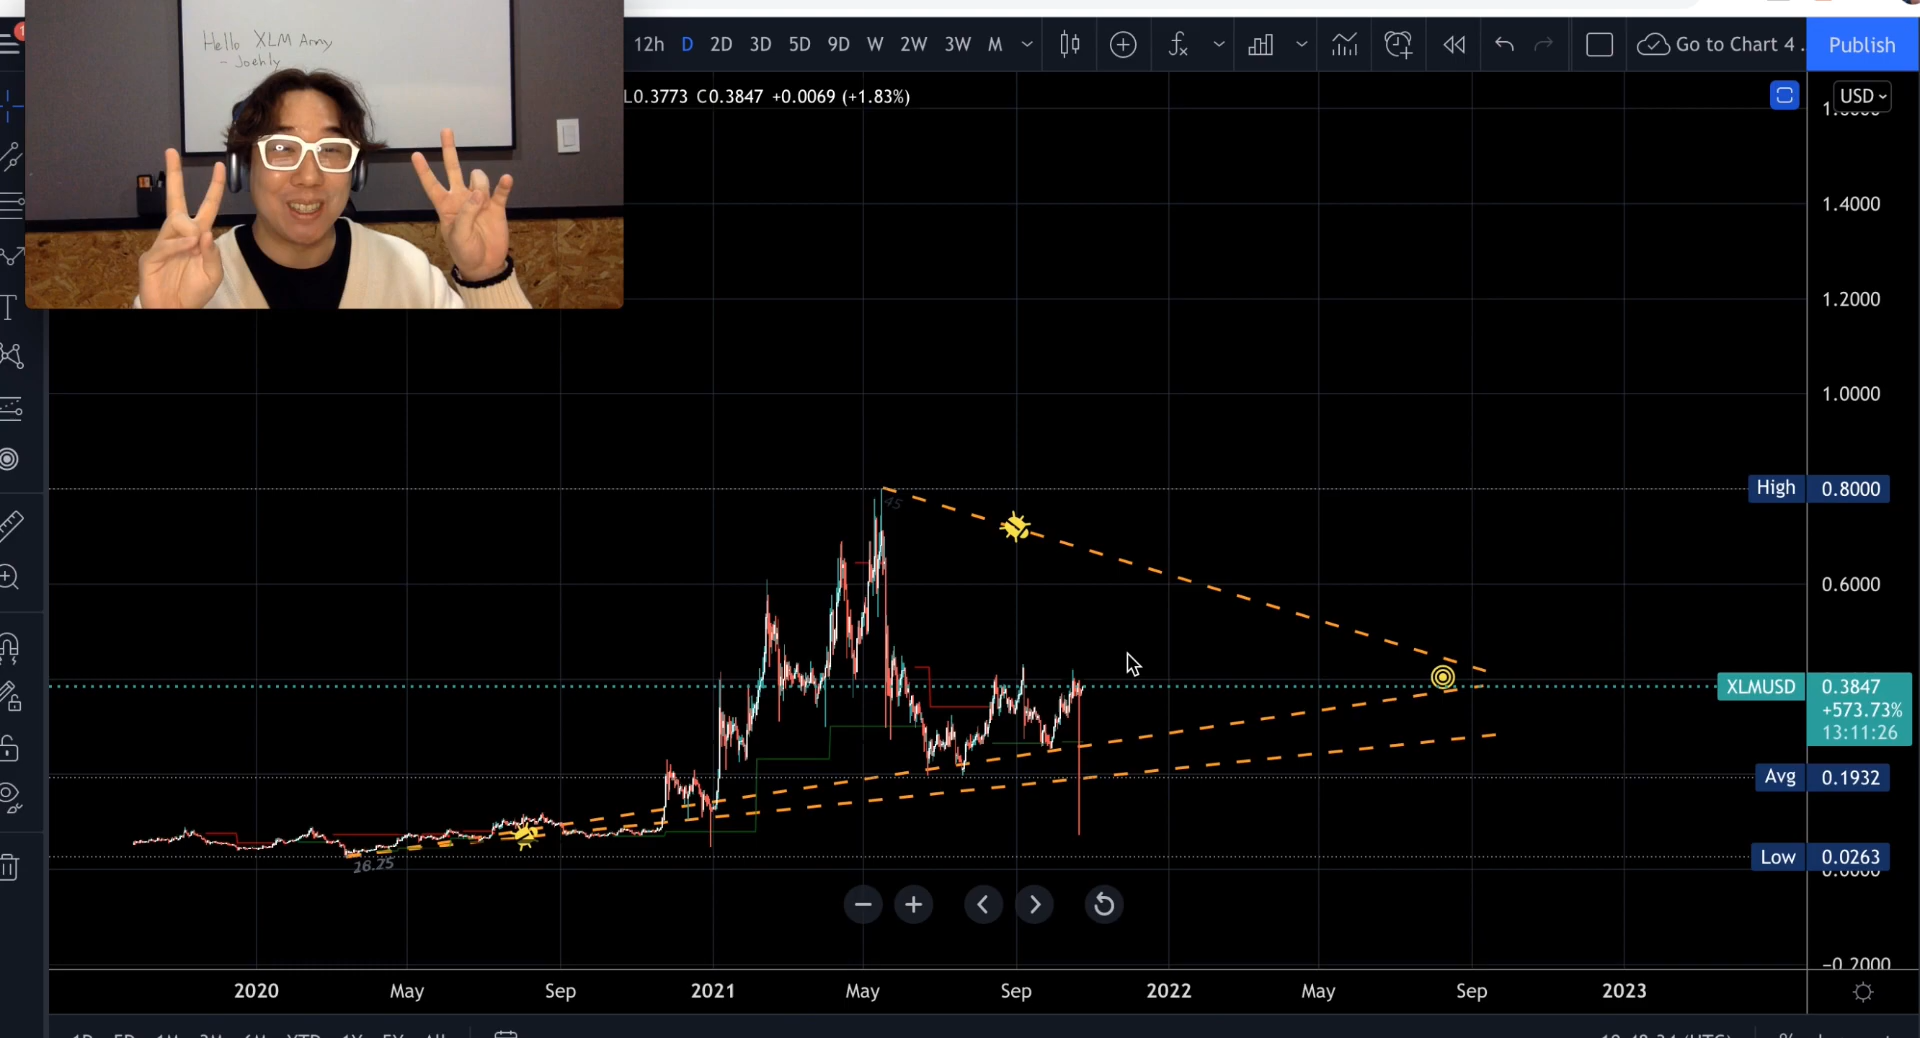 Hello XLM Army
- Joehly
12h D 2D 3D 5D 9D W 2W 3W M
Go to Chart 4 .
Publish
L0.3773 C0.3847 +0.0069 (+1.83%)
USD
1.4000
1.2000
1.0000
High 0.8000
45
0.6000
XLMUSD 0.3847
+573.73%
13:11:26
Avg 0.1932
26.25
Low 0.0263
0.0000
-0.2000
2020 May Sep 2021 May Sep 2022 May Sep 2023